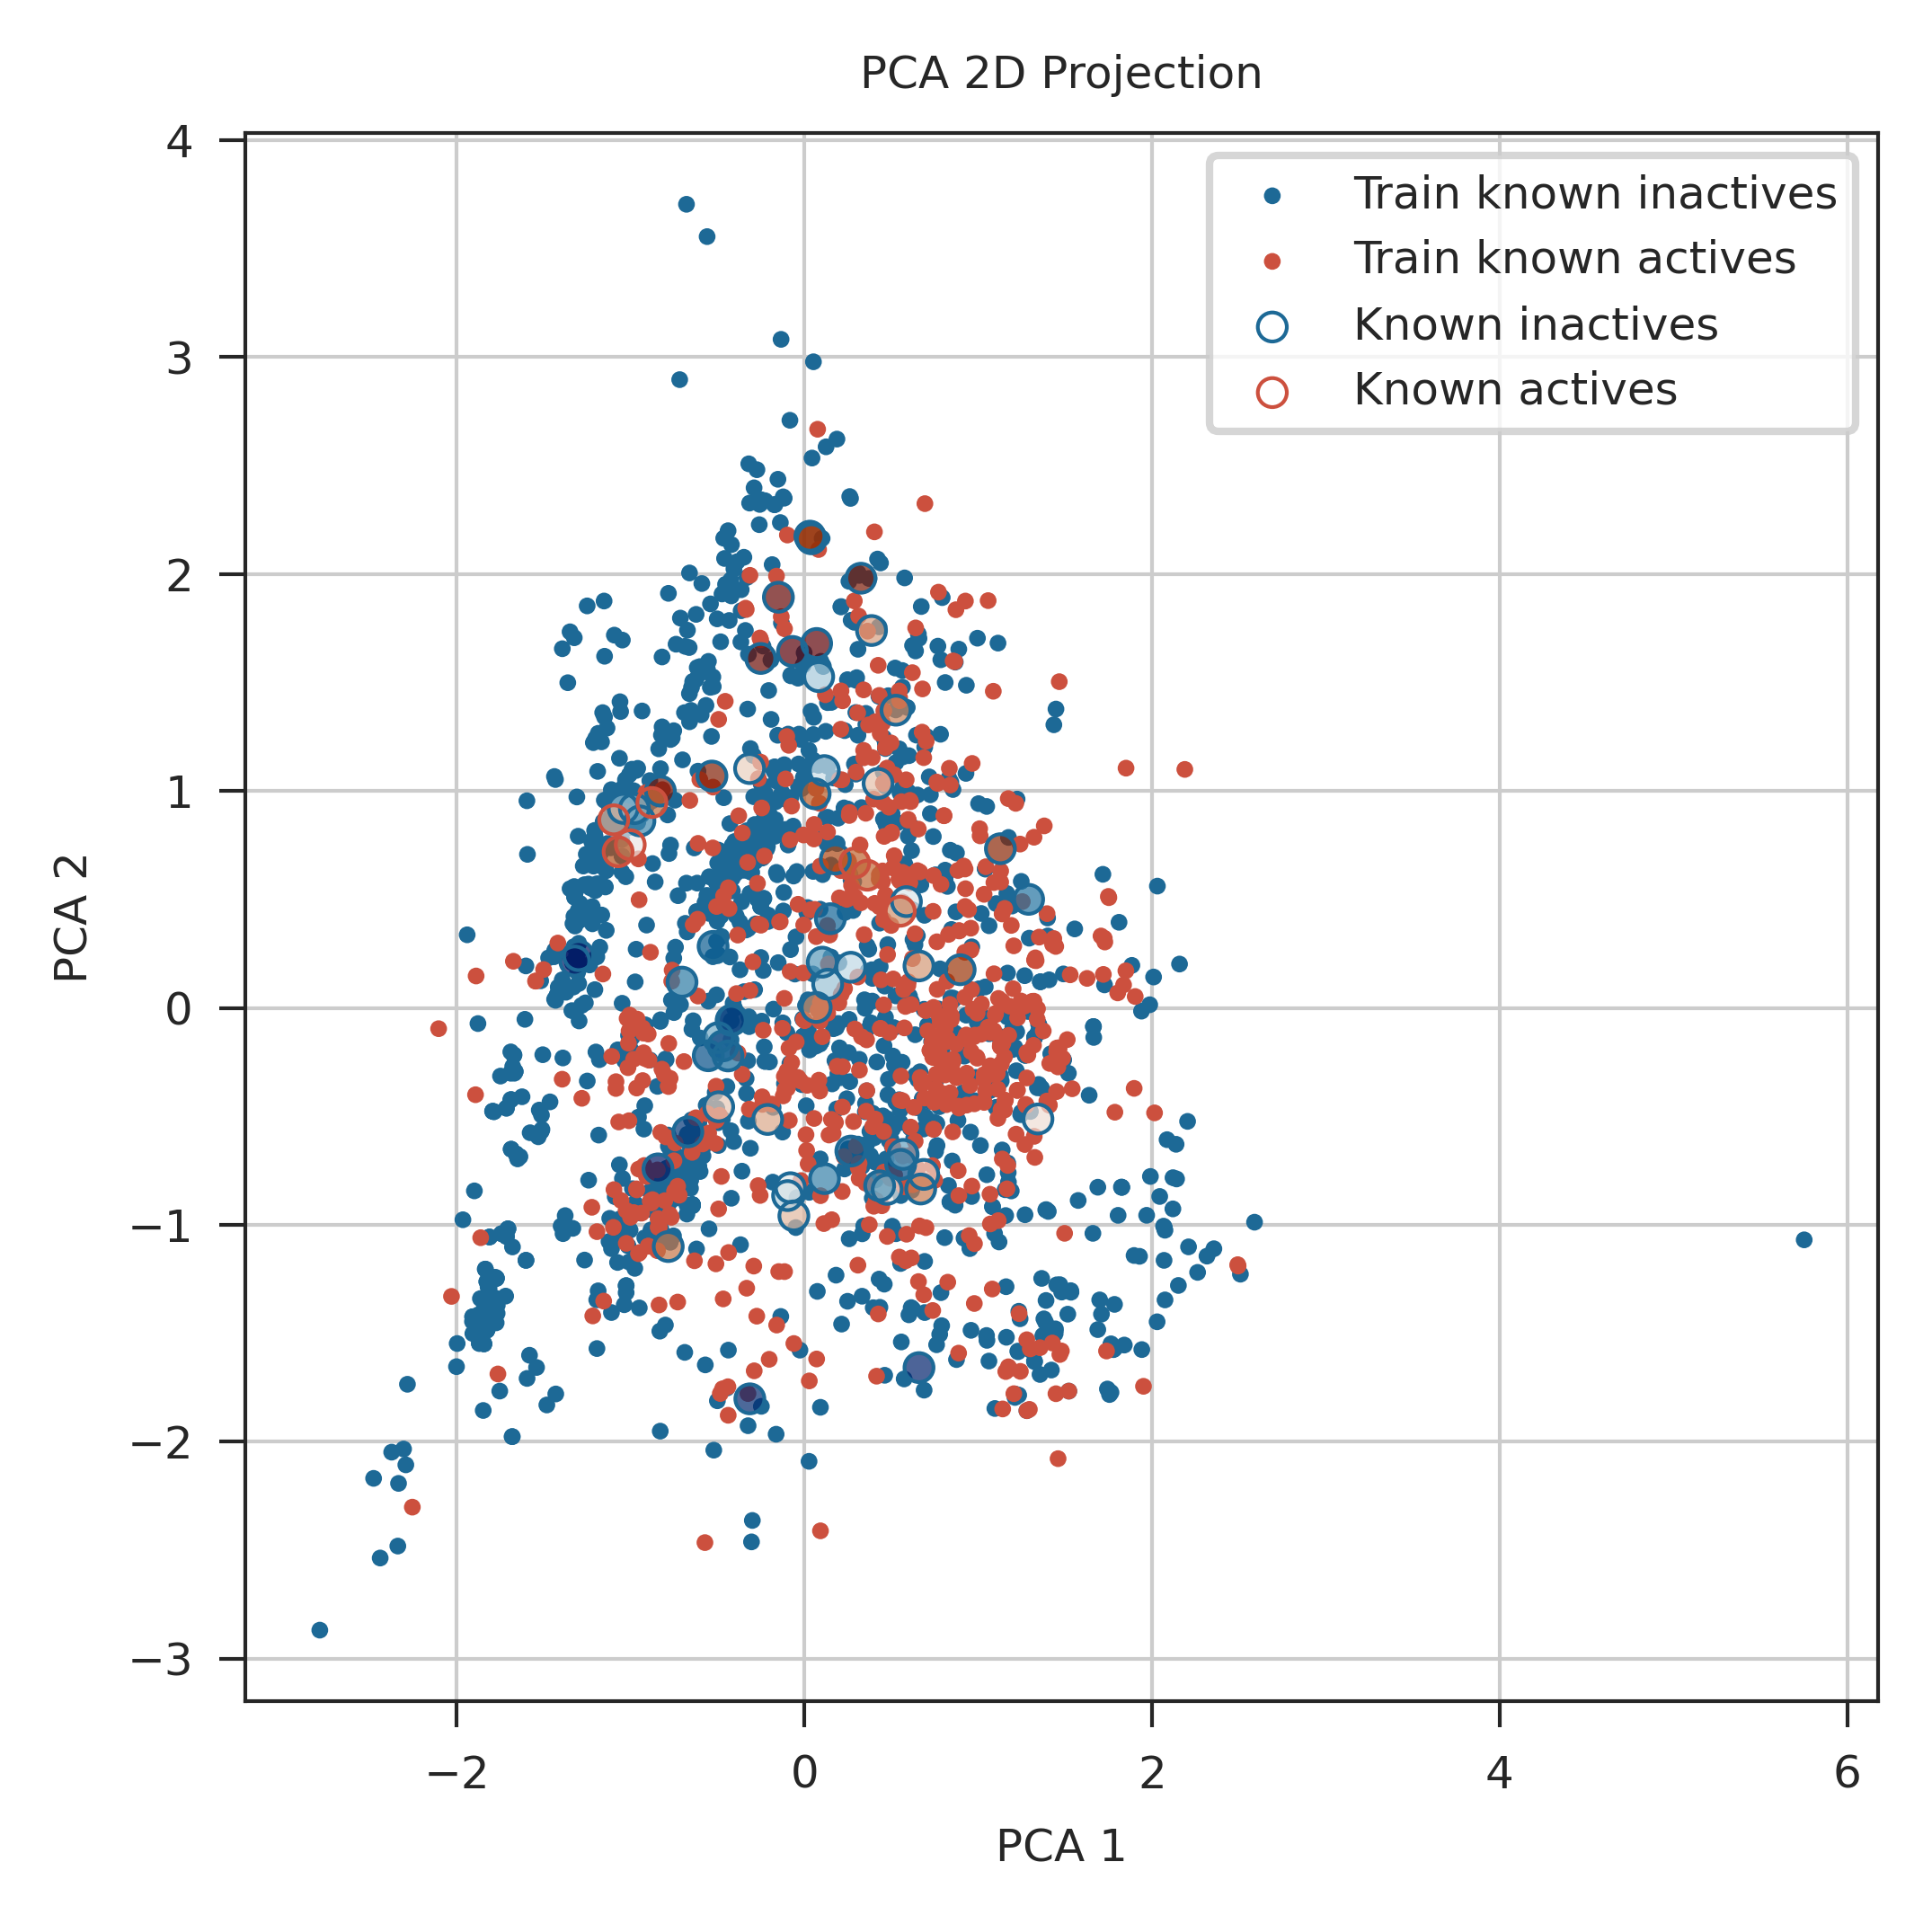 PCA 2D Projection
4
3
2
1
0
−1
−2
−3
PCA 2
Train known inactives
Train known actives
Known inactives
Known actives
−2
0
2
4
6
PCA 1